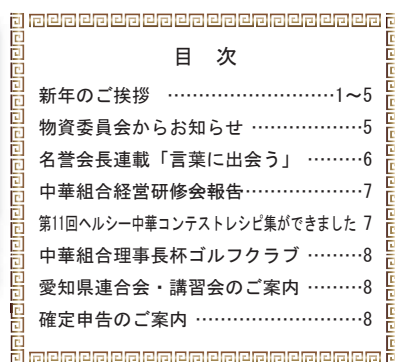 目　次
新年のご挨拶　………………………1〜5
物資委員会からお知らせ ………………5
名誉会長連載「言葉に出会う」 ………6
中華組合経営研修会報告…………………7
第11回ヘルシー中華コンテストレシピ集ができました 7
中華組合理事長杯ゴルフクラブ ………8
愛知県連合会・講習会のご案内 ………8
確定申告のご案内 ………………………8